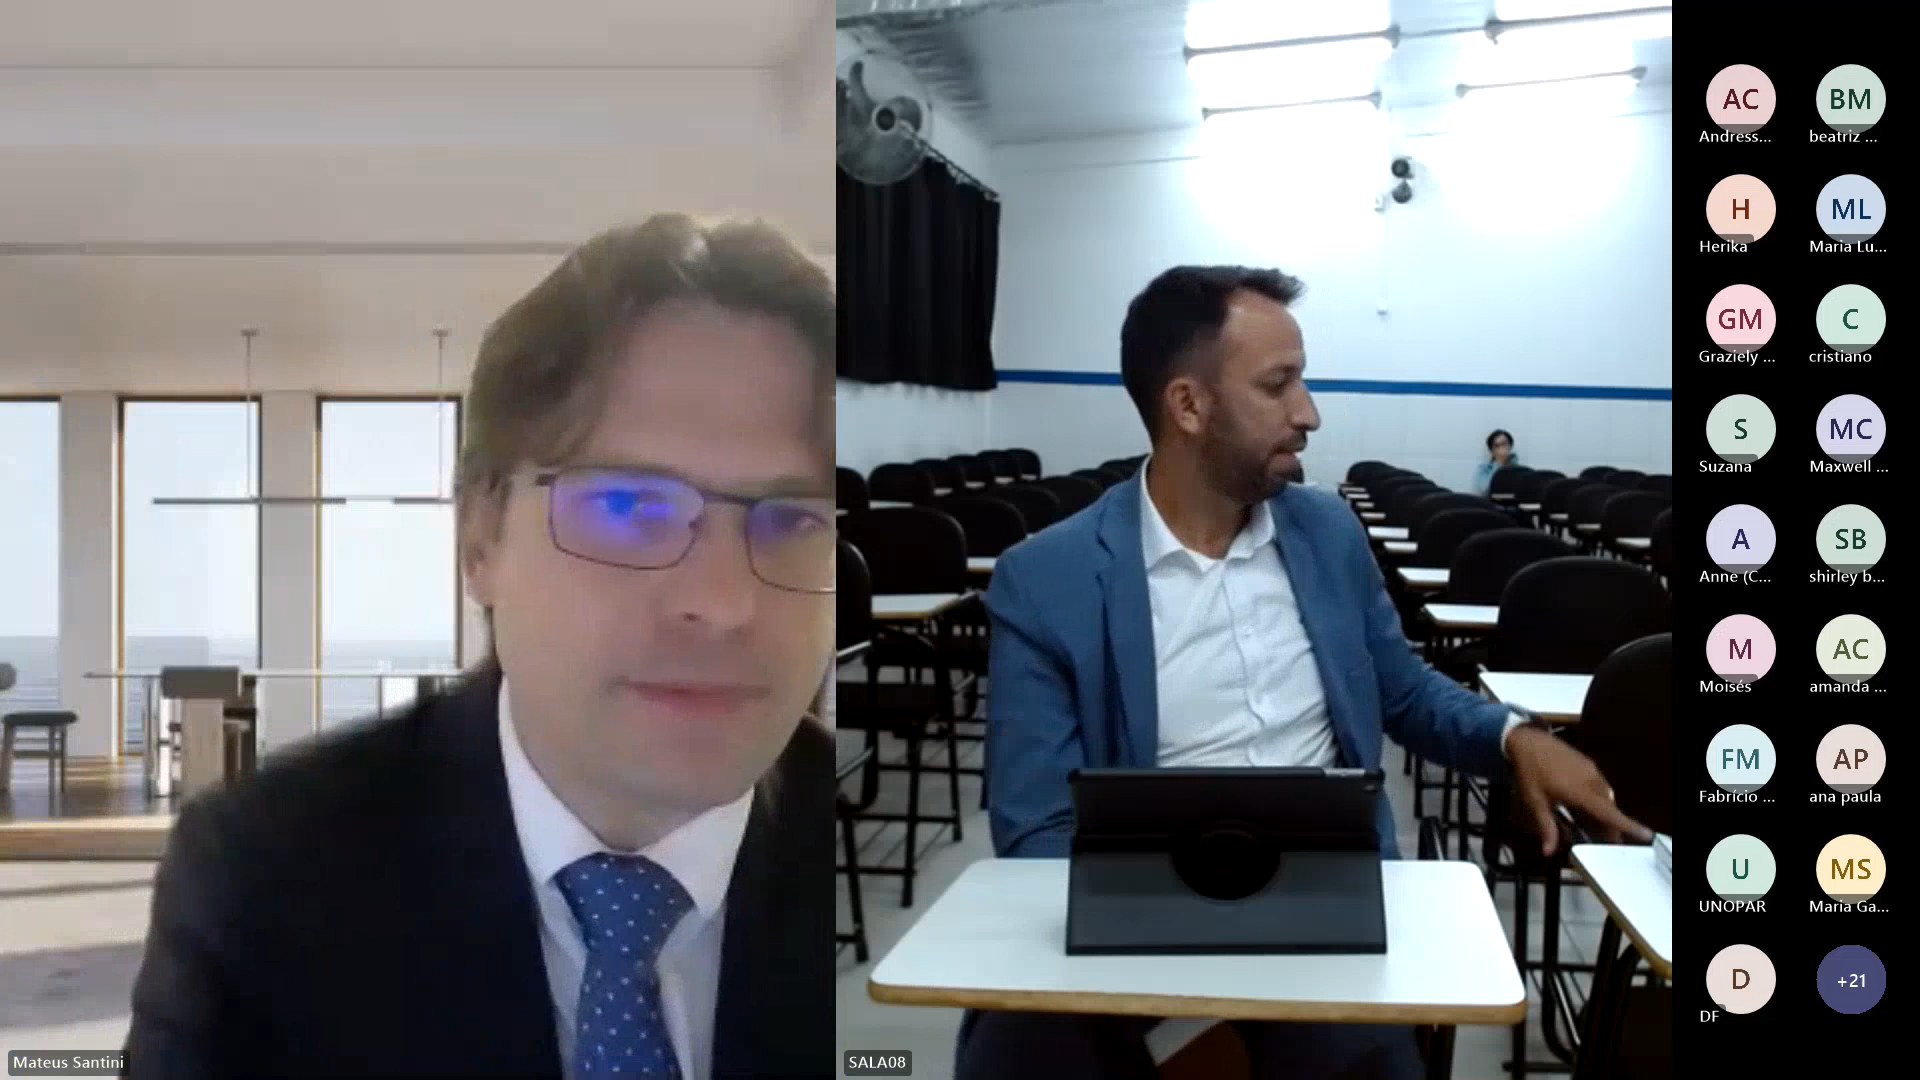 AC
BM
Andress...
beatriz ...
H
ML
Herika
Maria Lu...
GM
C
Graziely ...
cristiano
S
MC
Suzana
Maxwell ...
A
SB
Anne (C...
shirley b...
M
AC
Moisés
amanda ...
FM
AP
Fabrício ...
ana paula
U
MS
UNOPAR
Maria Ga...
D
+21
DF
Mateus Santini
SALA08